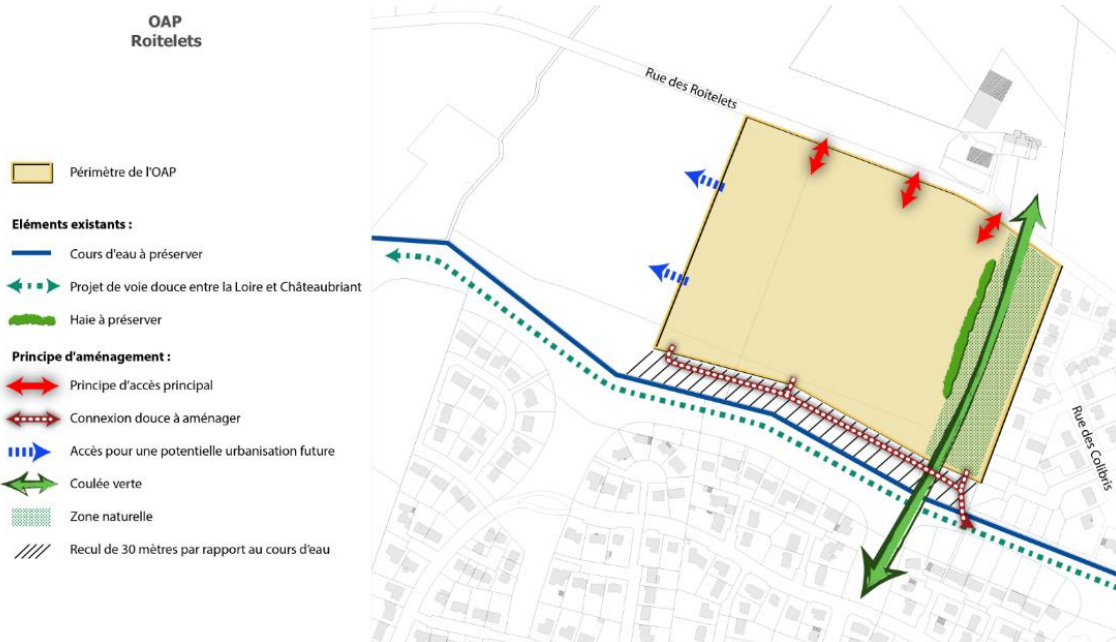 OAP
Roitelets
Périmètre de l'OAP
Eléments existants :
Cours d'eau à préserver
Projet de voie douce entre la Loire et Châteaubriant
Haie à préserver
Principe d'aménagement :
Principe d'accès principal
Connexion douce à aménager
Accès pour une potentielle urbanisation future
Coulée verte
Zone naturelle
Recul de 30 mètres par rapport au cours d'eau
Rue des Roitelets
Rue des Colibris